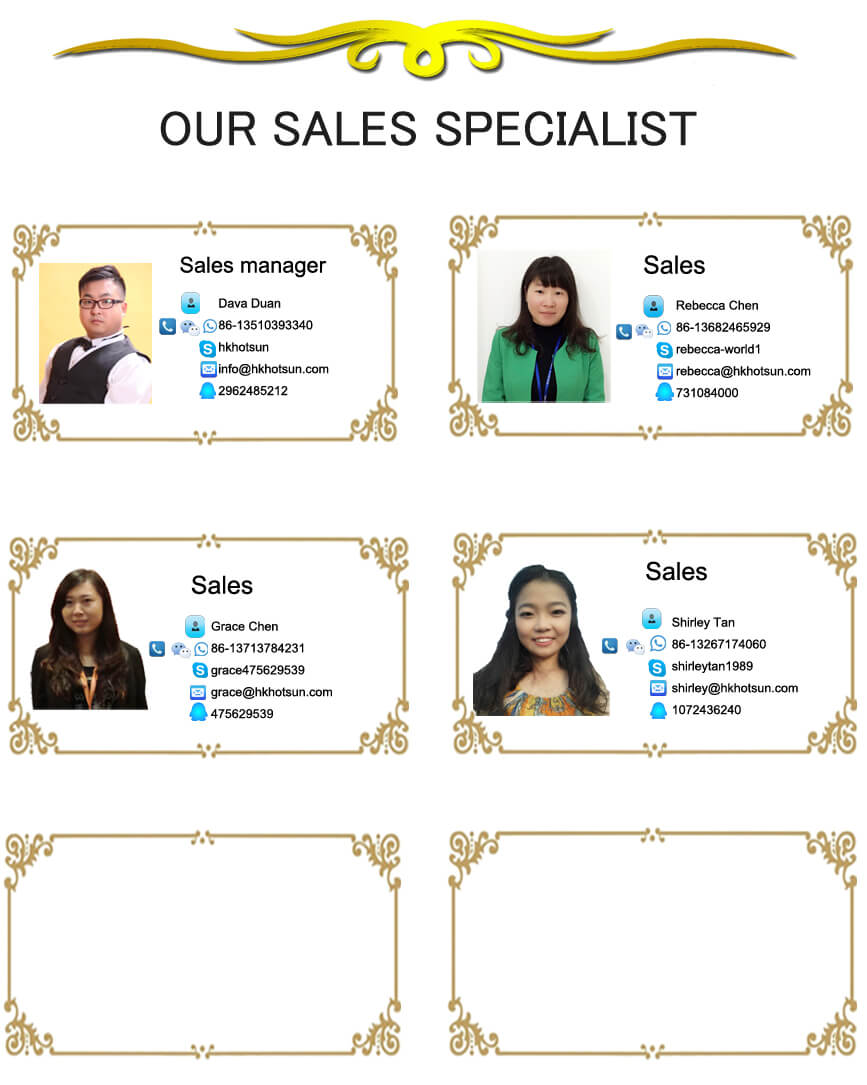 OUR SALES SPECIALIST
Sales manager
Dava Duan
86-13510393340
hkhotsun
info@hkhotsun.com
2962485212
Sales
Rebecca Chen
86-13682465929
rebecca-world1
rebecca@hkhotsun.com
731084000
Sales
Grace Chen
86-13713784231
grace475629539
grace@hkhotsun.com
475629539
Sales
Shirley Tan
86-13267174060
shirleytan1989
shirley@hkhotsun.com
1072436240